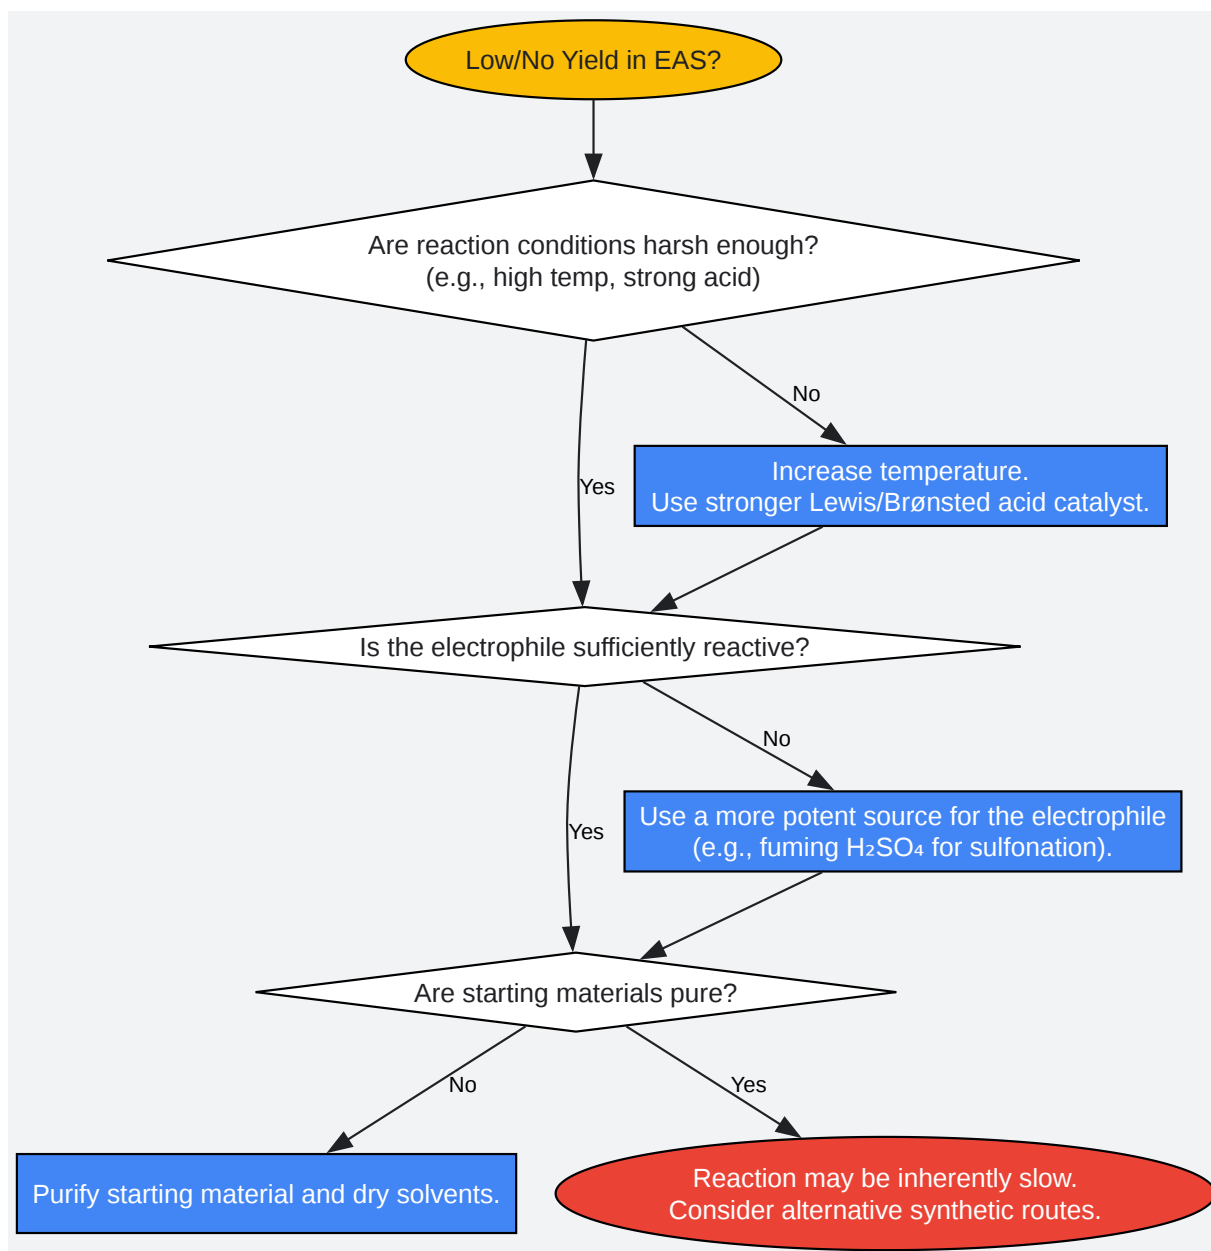 Low/No Yield in EAS?
Are reaction conditions harsh enough?
(e.g., high temp, strong acid)
No
Increase temperature.
Use stronger Lewis/Brønsted acid catalyst.
Yes
Is the electrophile sufficiently reactive?
No
Use a more potent source for the electrophile
(e.g., fuming H₂SO₄ for sulfonation).
Yes
Are starting materials pure?
No
Yes
Purify starting material and dry solvents.
Reaction may be inherently slow.
Consider alternative synthetic routes.